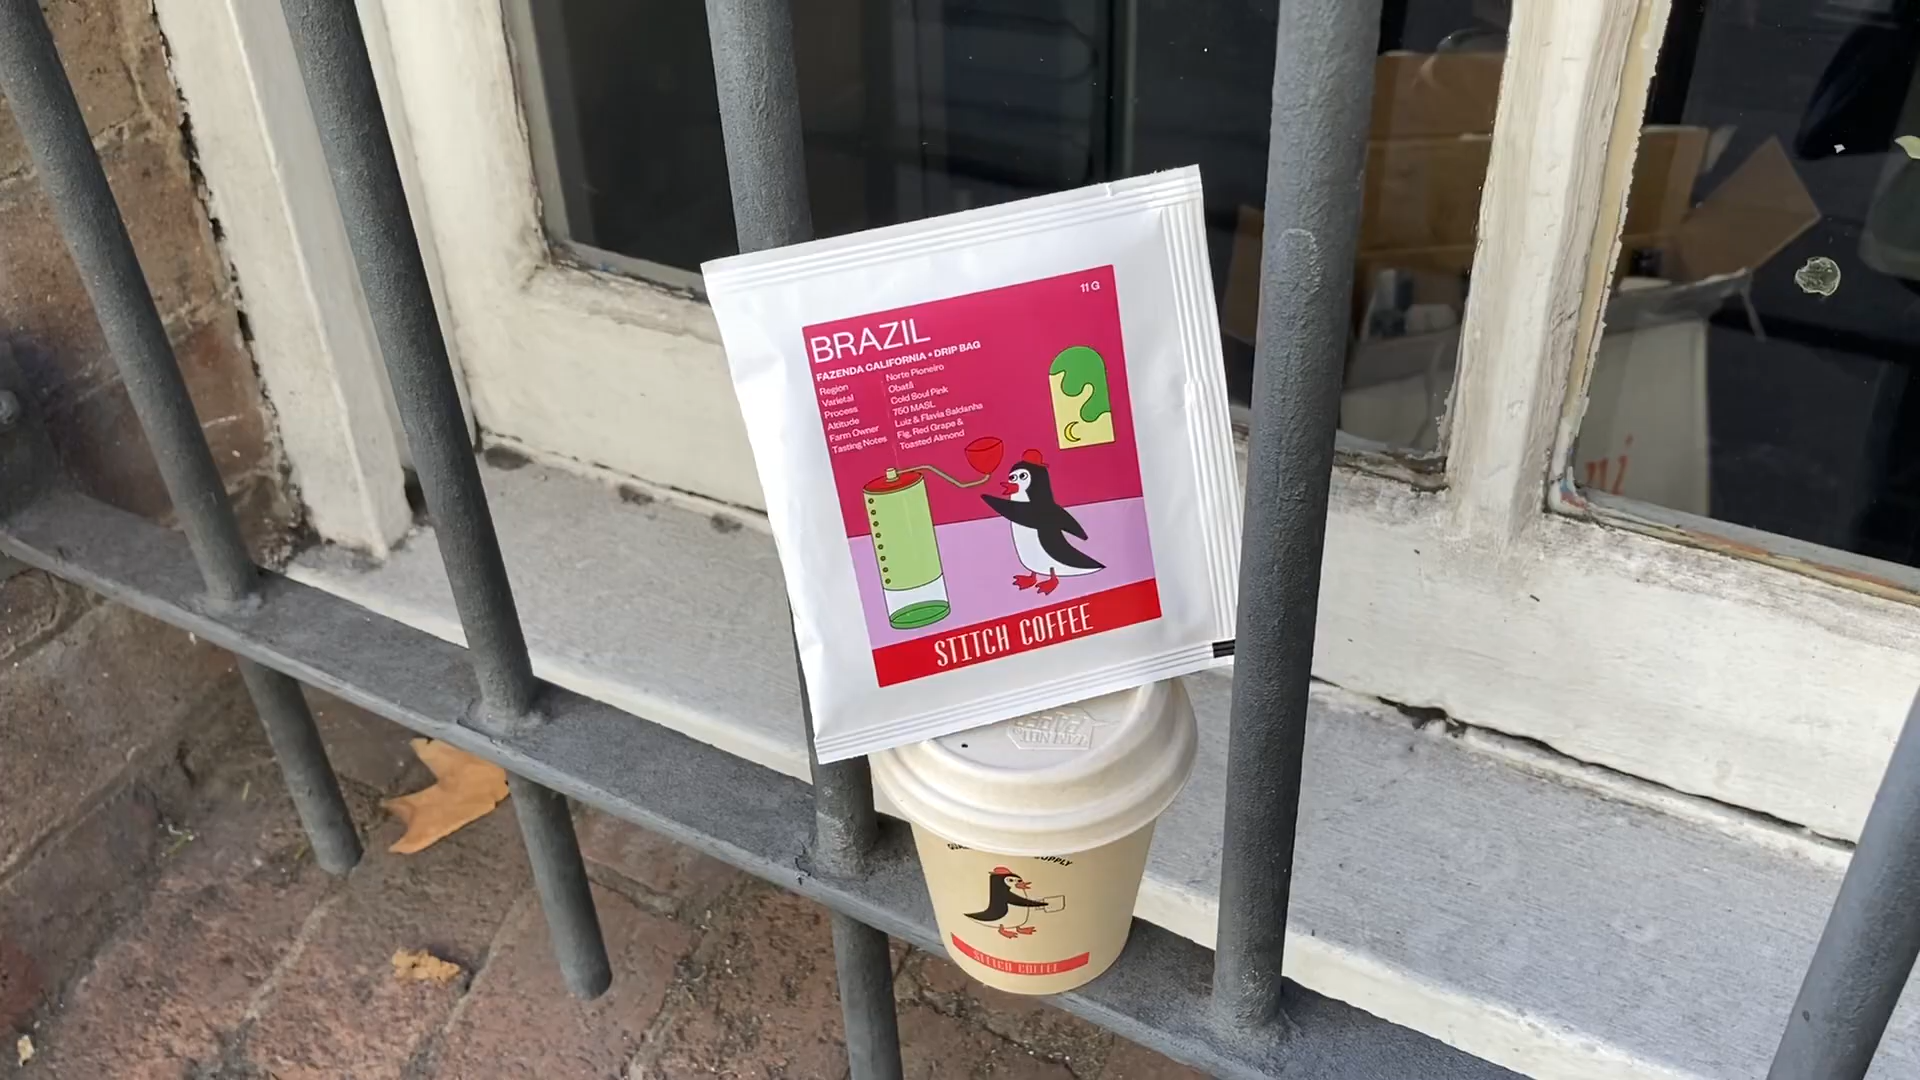 11 G
BRAZIL
FAZENDA CALIFORNIA • DRIP BAG
Region Norte Pioneiro
Varietal Obatã
Process Cold Soul Pink
Altitude 750 MASL
Farm Owner Luiz & Flavia Saldanha
Tasting Notes Fig, Red Grape &
Toasted Almond
STITCH COFFEE
SUPPLY
STITCH COFFEE